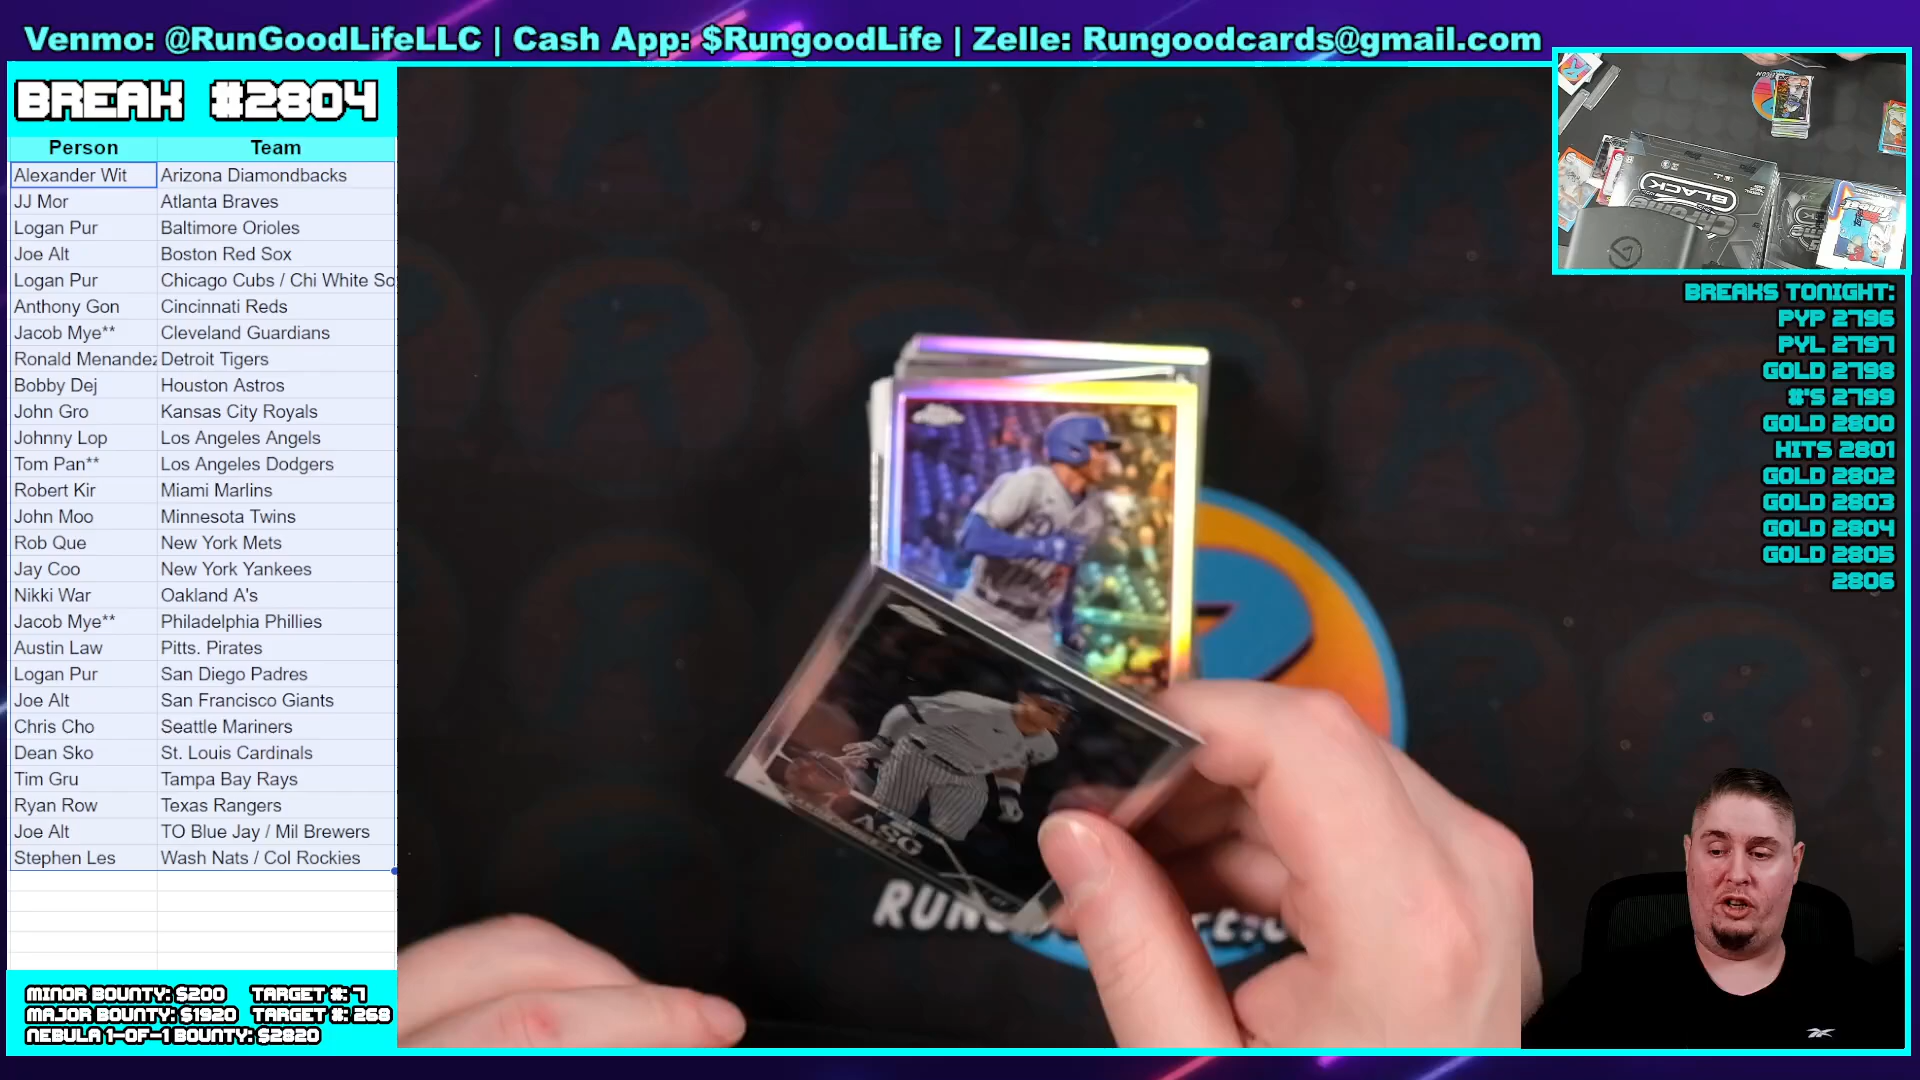 Venmo: @RunGoodLifeLLC | Cash App: $RungoodLife | Zelle: Rungoodcards@gmail.com
BREAK #2804
Person Team
Alexander Wit Arizona Diamondbacks
JJ Mor Atlanta Braves
Logan Pur Baltimore Orioles
Joe Alt Boston Red Sox
Logan Pur Chicago Cubs / Chi White So
Anthony Gon Cincinnati Reds
Jacob Mye** Cleveland Guardians
Ronald Menandez Detroit Tigers
Bobby Dej Houston Astros
John Gro Kansas City Royals
Johnny Lop Los Angeles Angels
Tom Pan** Los Angeles Dodgers
Robert Kir Miami Marlins
John Moo Minnesota Twins
Rob Que New York Mets
Jay Coo New York Yankees
Nikki War Oakland A's
Jacob Mye** Philadelphia Phillies
Austin Law Pitts. Pirates
Logan Pur San Diego Padres
Joe Alt San Francisco Giants
Chris Cho Seattle Mariners
Dean Sko St. Louis Cardinals
Tim Gru Tampa Bay Rays
Ryan Row Texas Rangers
Joe Alt TO Blue Jay / Mil Brewers
Stephen Les Wash Nats / Col Rockies
MINOR BOUNTY: $200 TARGET #: 7
MAJOR BOUNTY: $1920 TARGET #: 268
NEBULA 1-OF-1 BOUNTY: $2820
ASG
RUN
BLACK
BREAKS TONIGHT:
PYP 2796
PYL 2797
GOLD 2798
#'S 2799
GOLD 2800
HITS 2801
GOLD 2802
GOLD 2803
GOLD 2804
GOLD 2805
2806